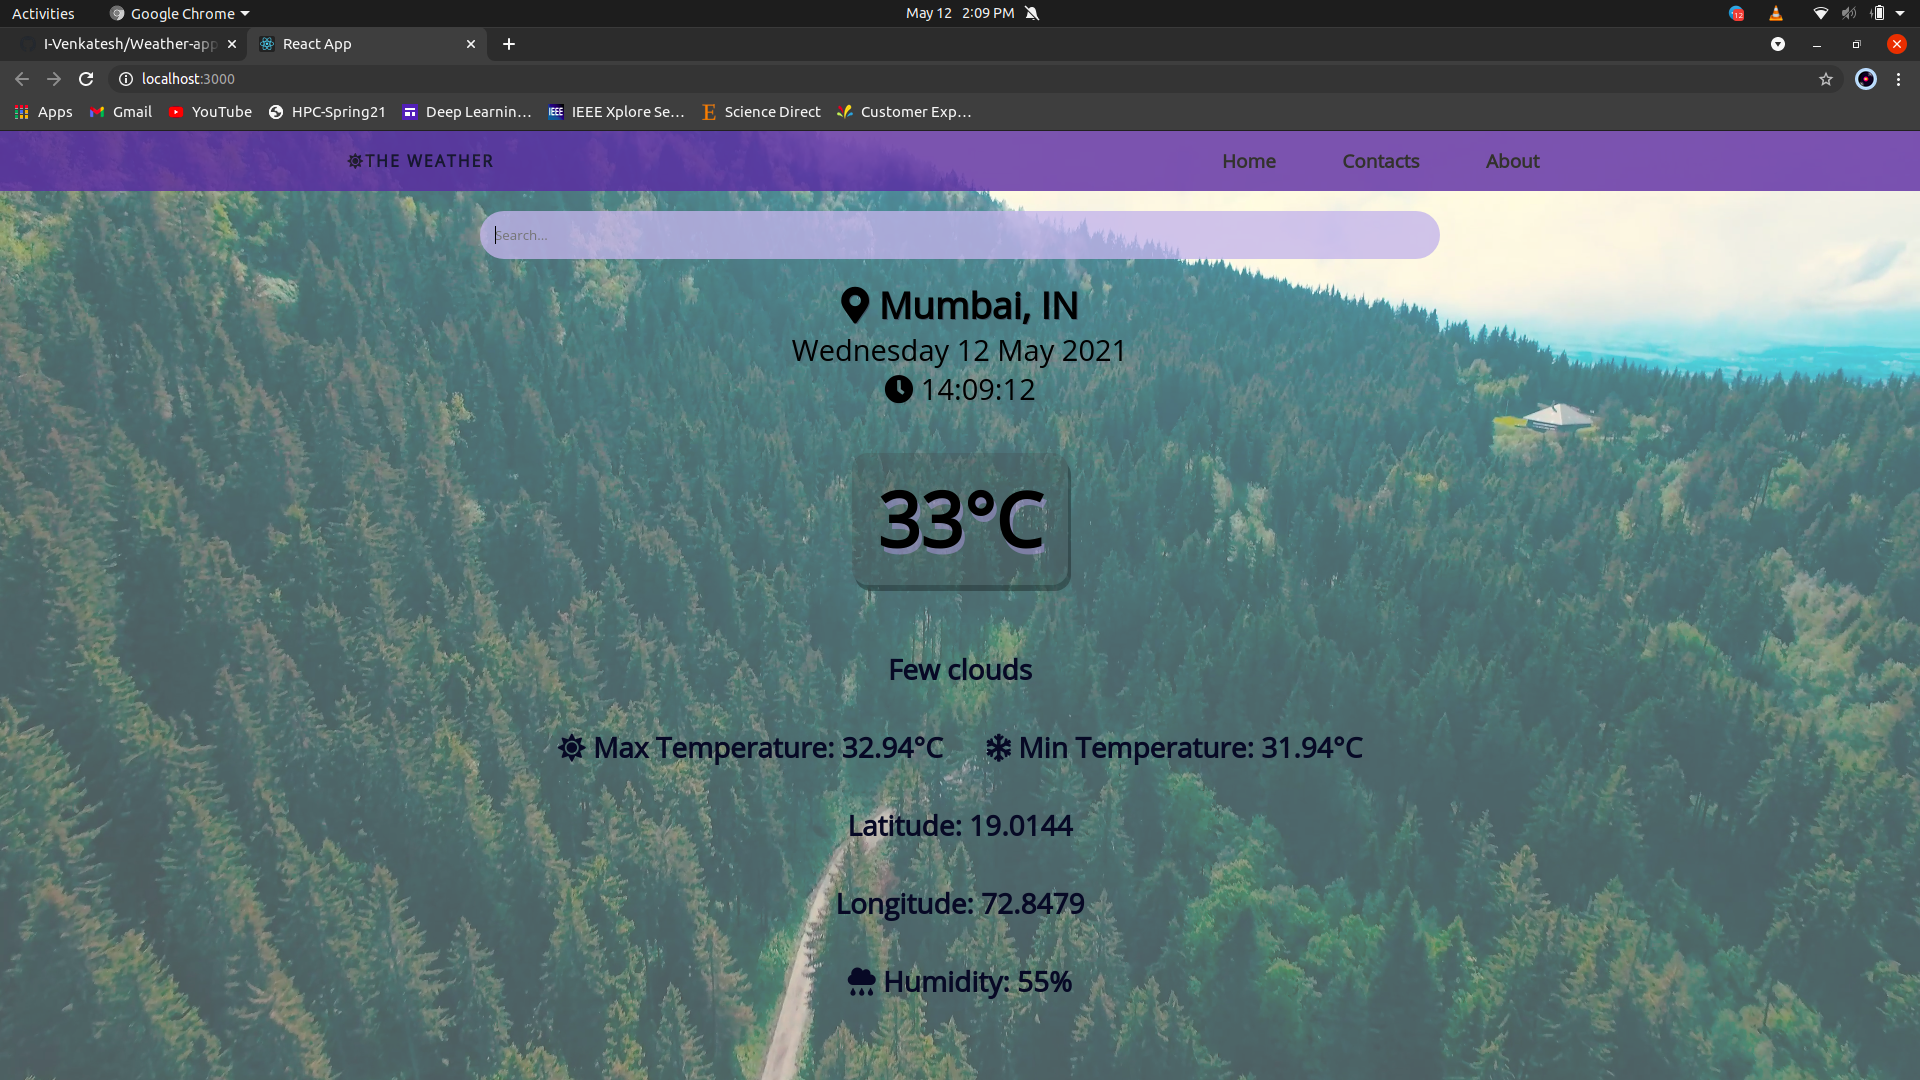 Activities Google Chrome May 12 2:09 PM 12
I-Venkatesh/Weather-app React App
localhost:3000
Apps Gmail YouTube HPC-Spring21 Deep Learnin... IEEE IEEE Xplore Se... E Science Direct Customer Exp...
THE WEATHER Home Contacts About
Search...
Mumbai, IN
Wednesday 12 May 2021
14:09:12
33°C
Few clouds
Max Temperature: 32.94°C Min Temperature: 31.94°C
Latitude: 19.0144
Longitude: 72.8479
Humidity: 55%